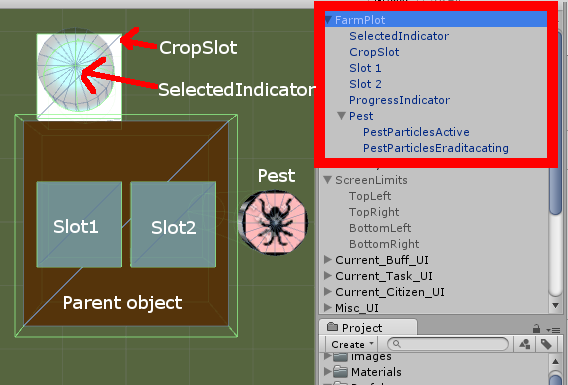 CropSlot
SelectedIndicator
Pest
Slot1
Slot2
Parent object
FarmPlot
SelectedIndicator
CropSlot
Slot 1
Slot 2
ProgressIndicator
Pest
PestParticlesActive
PestParticlesEraditacating
ScreenLimits
TopLeft
TopRight
BottomLeft
BottomRight
Current_Buff_UI
Current_Task_UI
Current_Citizen_UI
Misc_UI
Project
Create
Images
Materials